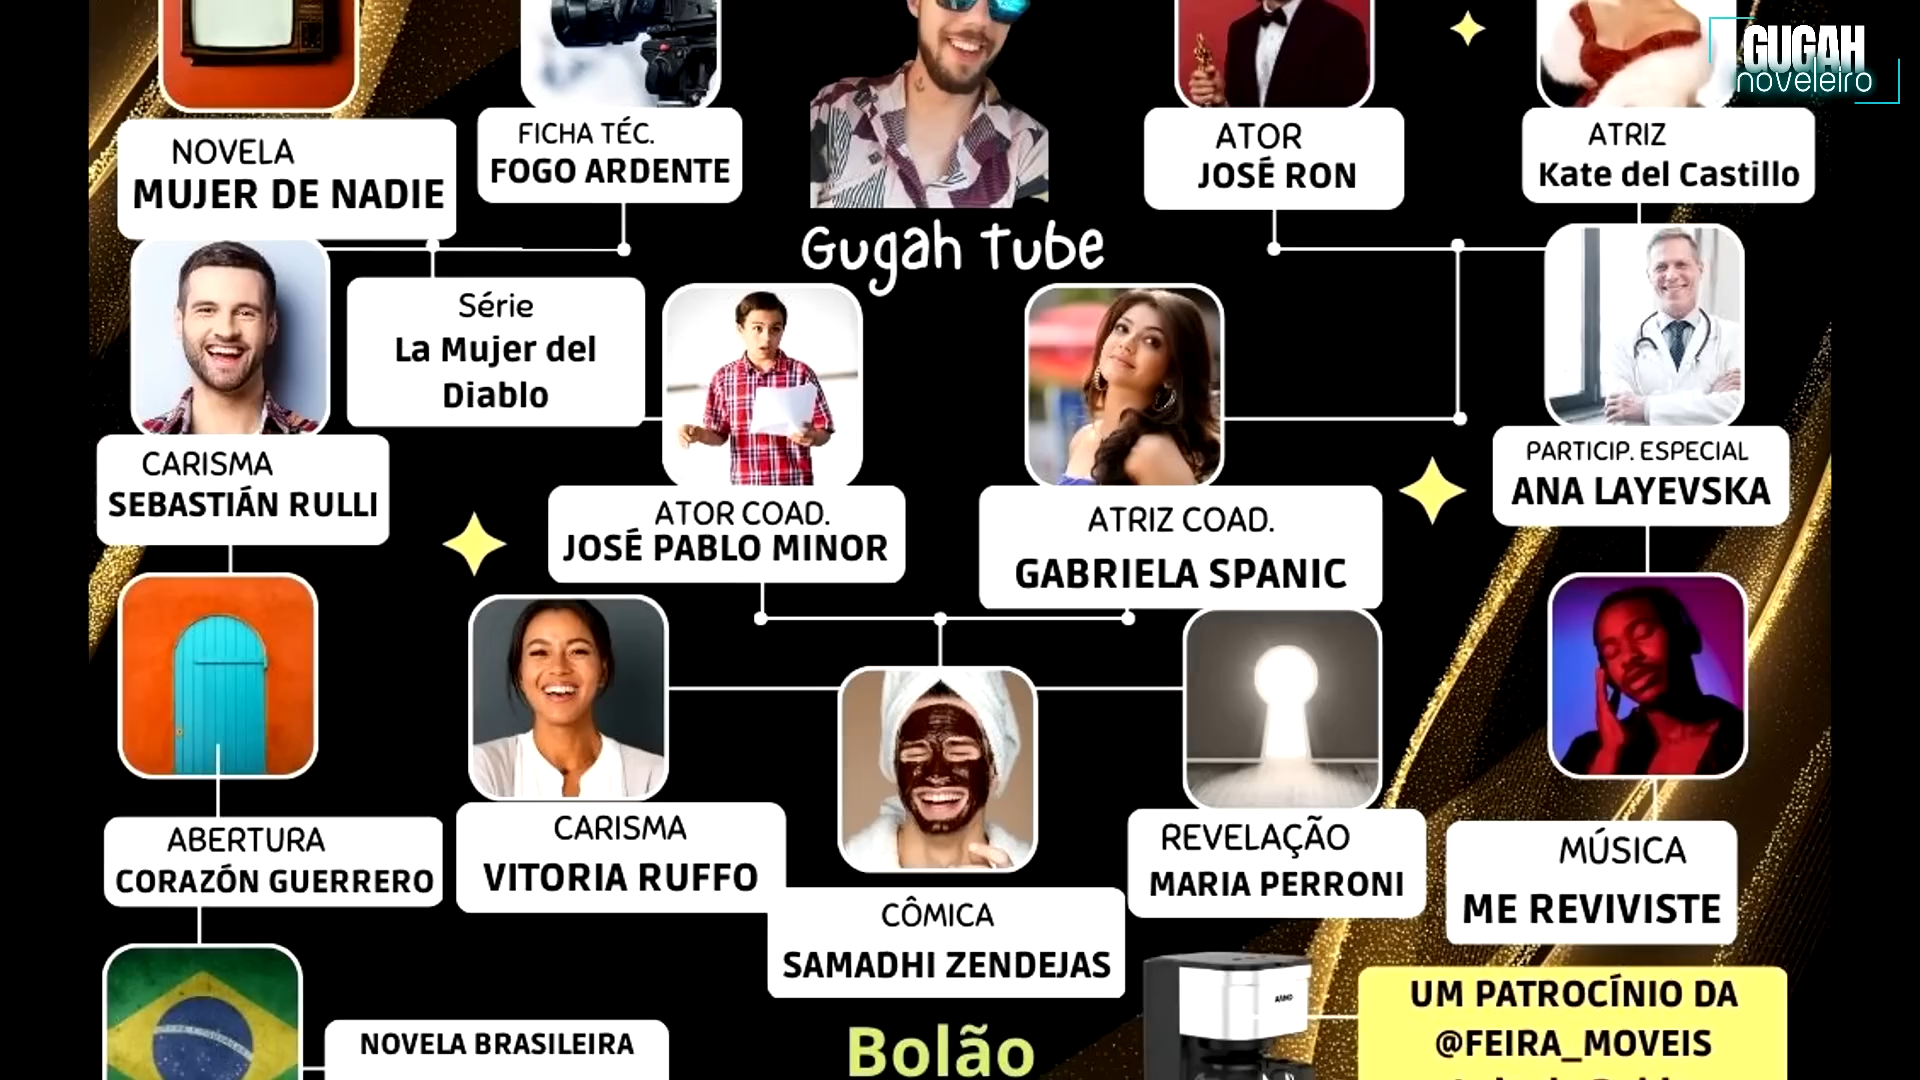 GUGAH
noveleiro
NOVELA
MUJER DE NADIE
FICHA TÉC.
FOGO ARDENTE
ATOR
JOSÉ RON
ATRIZ
Kate del Castillo
Gugah Tube
Série
La Mujer del
Diablo
CARISMA
SEBASTIÁN RULLI
ATOR COAD.
JOSÉ PABLO MINOR
ATRIZ COAD.
GABRIELA SPANIC
PARTICIP. ESPECIAL
ANA LAYEVSKA
ABERTURA
CORAZÓN GUERRERO
CARISMA
VITORIA RUFFO
CÔMICA
SAMADHI ZENDEJAS
REVELAÇÃO
MARIA PERRONI
MÚSICA
ME REVIVISTE
NOVELA BRASILEIRA
Bolão
ARNO
UM PATROCÍNIO DA
@FEIRA_MOVEIS